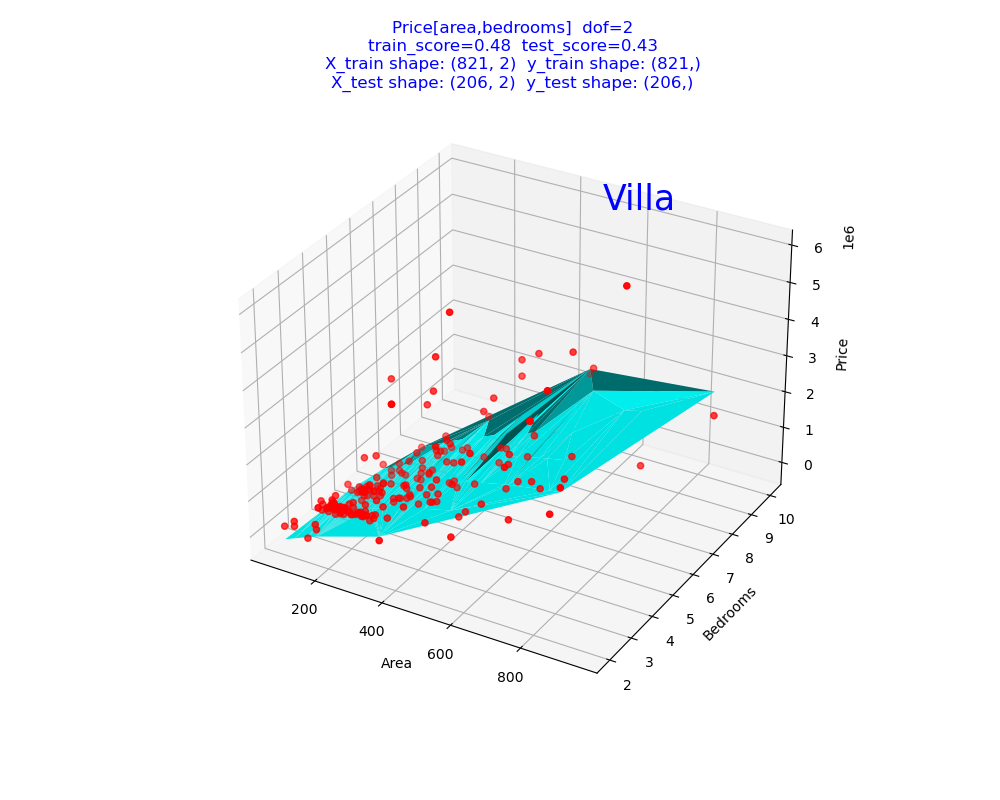 Price[area,bedrooms]  dof=2
train_score=0.48  test_score=0.43
X_train shape: (821, 2)  y_train shape: (821,)
X_test shape: (206, 2)  y_test shape: (206,)
Villa
1e6
6
5
4
3
2
1
0
Price
10
9
8
7
6
5
4
3
2
Bedrooms
200
400
600
800
Area